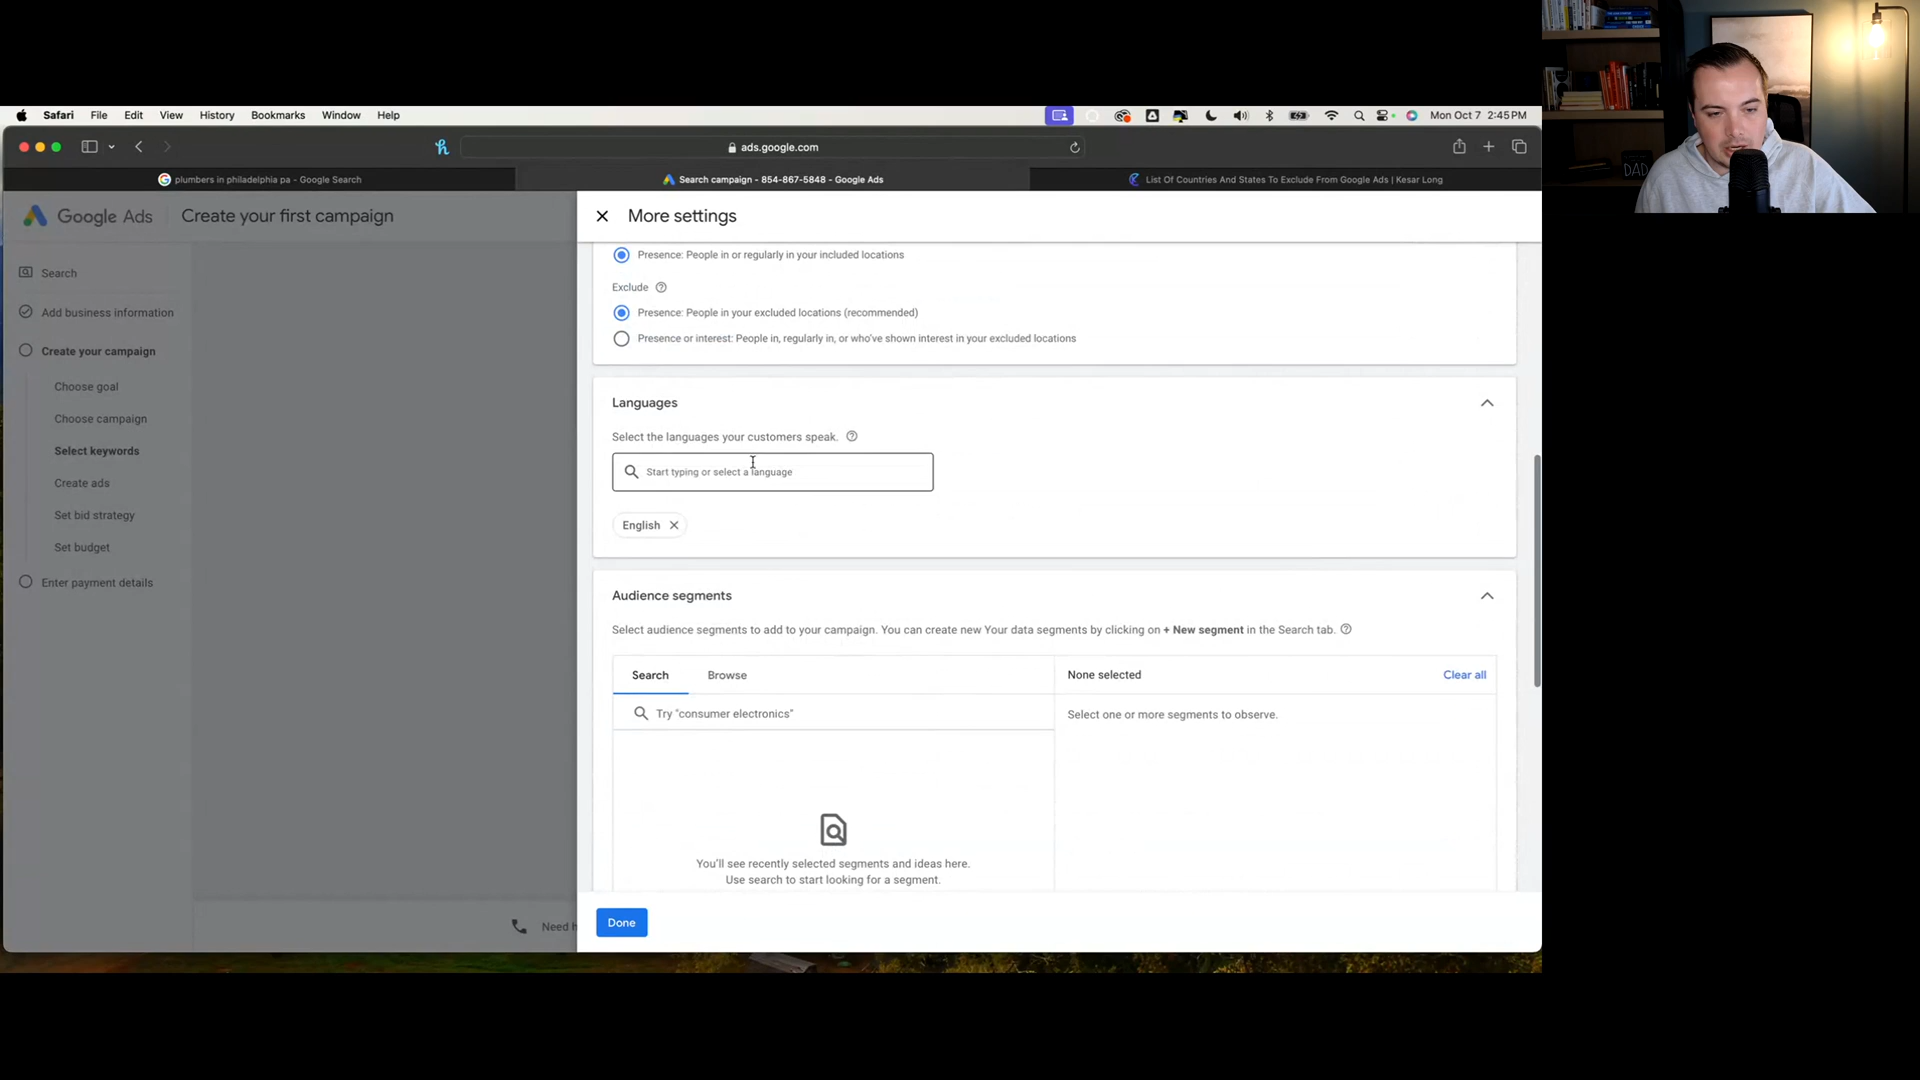 Safari File Edit View History Bookmarks Window Help Mon Oct 7 2:45 PM
ads.google.com
plumbers in philadelphia pa - Google Search
Search campaign - 854-867-5848 - Google Ads
List Of Countries And States To Exclude From Google Ads | Kesar Long
Google Ads Create your first campaign
Search
Add business information
Create your campaign
Choose goal
Choose campaign
Select keywords
Create ads
Set bid strategy
Set budget
Enter payment details
Need h
More settings
Presence: People in or regularly in your included locations
Exclude
Presence: People in your excluded locations (recommended)
Presence or interest: People in, regularly in, or who've shown interest in your excluded locations
Languages
Select the languages your customers speak.
Start typing or select a language
English
Audience segments
Select audience segments to add to your campaign. You can create new Your data segments by clicking on + New segment in the Search tab.
Search Browse
None selected Clear all
Try "consumer electronics"
Select one or more segments to observe.
You'll see recently selected segments and ideas here.
Use search to start looking for a segment.
Done
DAD